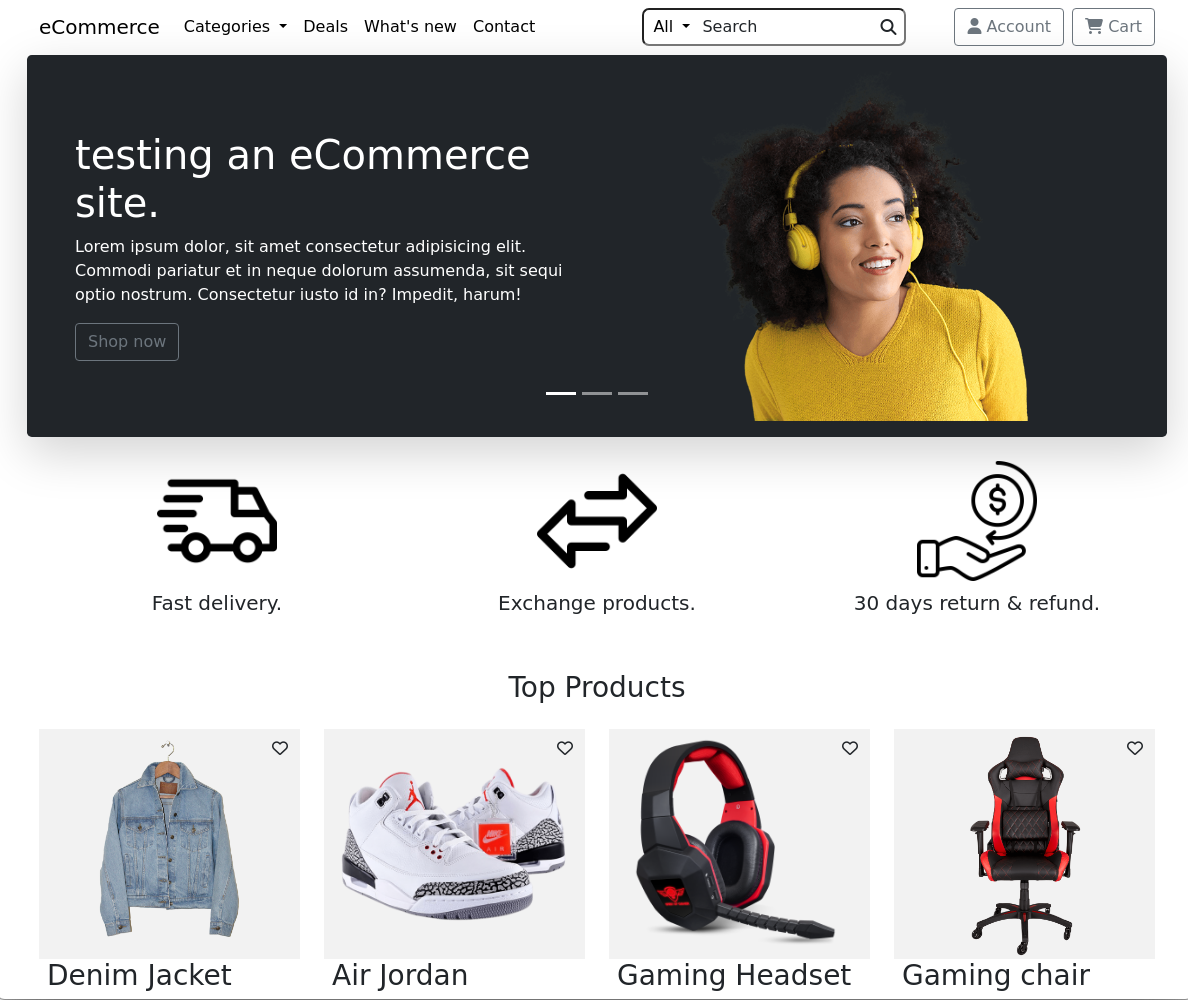 eCommerce Categories Deals What's new Contact All Search Account Cart
testing an eCommerce
site.
Lorem ipsum dolor, sit amet consectetur adipisicing elit.
Commodi pariatur et in neque dolorum assumenda, sit sequi
optio nostrum. Consectetur iusto id in? Impedit, harum!
Shop now
Fast delivery. Exchange products. 30 days return & refund.
Top Products
Denim Jacket Air Jordan Gaming Headset Gaming chair